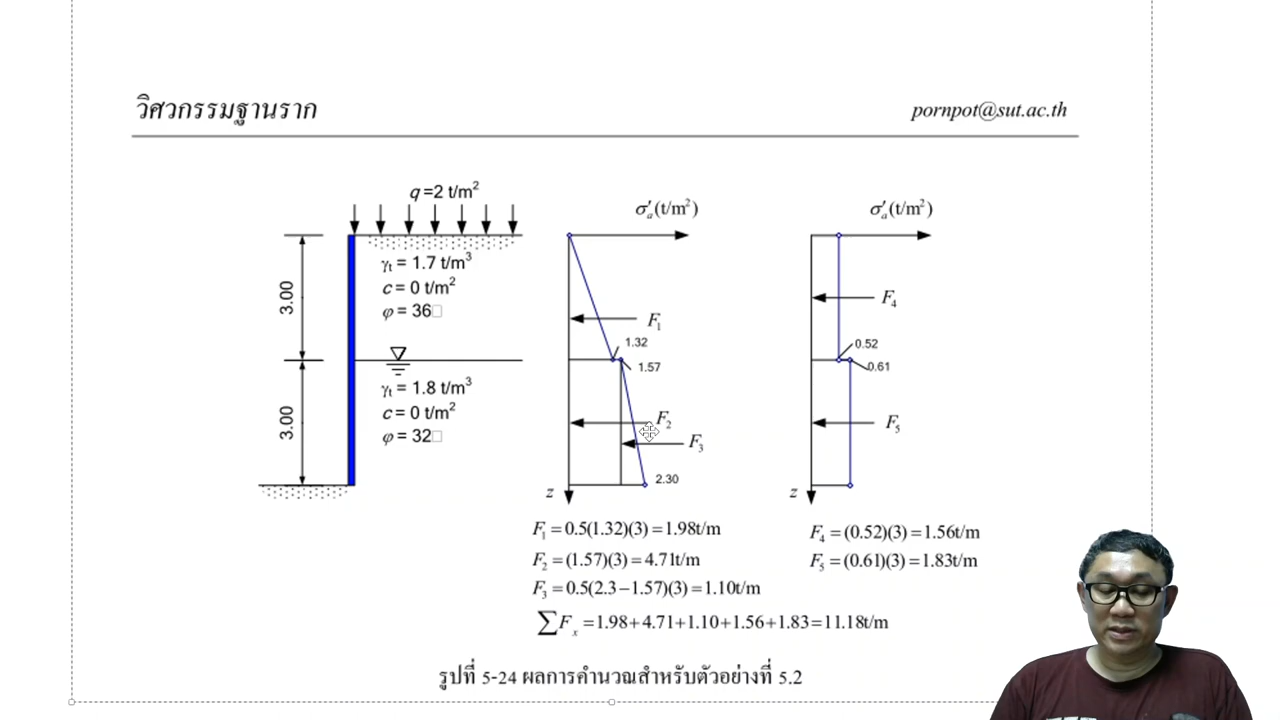 วิศวกรรมฐานราก
pornpot@sut.ac.th
q =2 t/m²
γt = 1.7 t/m³
c = 0 t/m²
φ = 36□
3.00
γt = 1.8 t/m³
c = 0 t/m²
φ = 32□
3.00
σ′a (t/m²)
F1
1.32
1.57
F2
F3
2.30
z
σ′a (t/m²)
F4
0.52
0.61
F5
z
F1 = 0.5(1.32)(3) = 1.98t/m
F2 = (1.57)(3) = 4.71t/m
F3 = 0.5(2.3−1.57)(3) = 1.10t/m
F4 = (0.52)(3) = 1.56t/m
F5 = (0.61)(3) = 1.83t/m
∑Fx = 1.98+4.71+1.10+1.56+1.83=11.18t/m
รูปที่ 5-24 ผลการคำนวณสำหรับตัวอย่างที่ 5.2